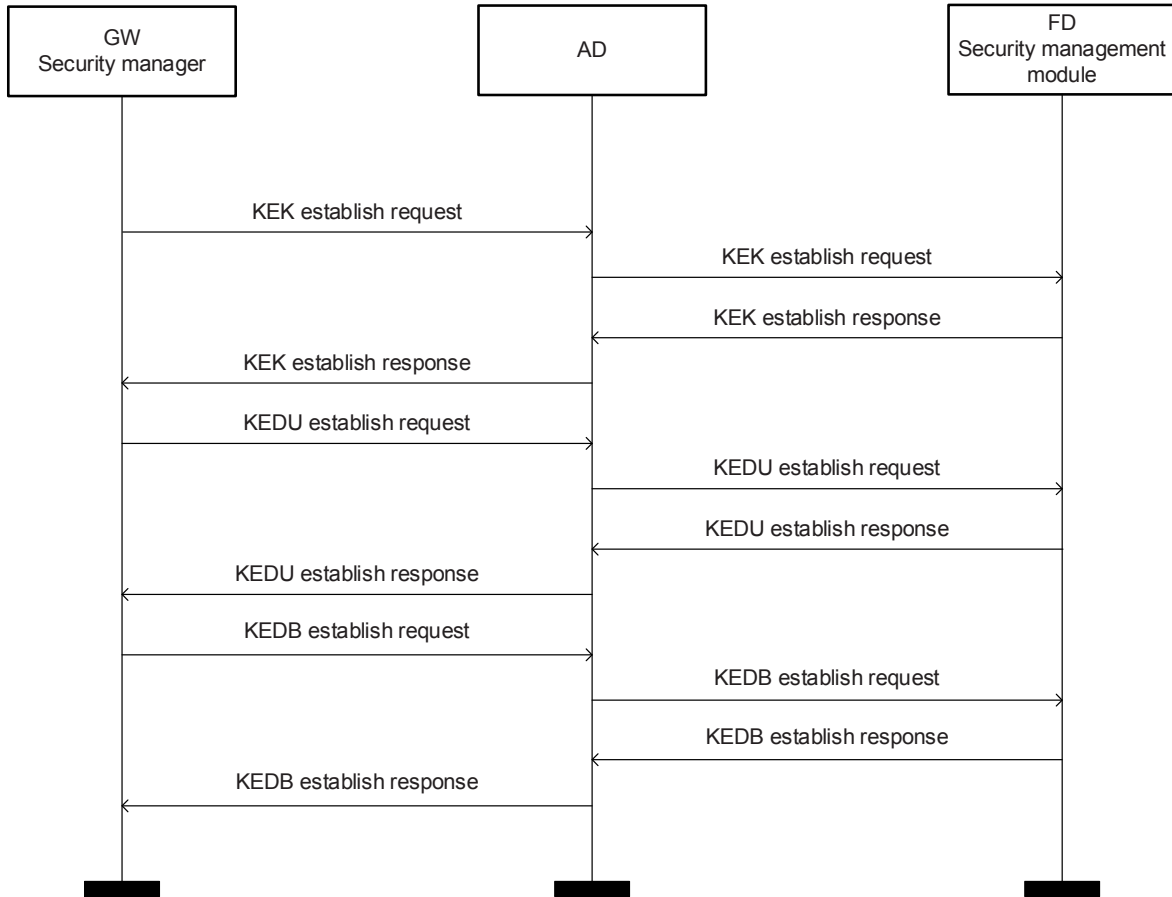 GW
Security manager
AD
FD
Security management
module
KEK establish request
KEK establish request
KEK establish response
KEK establish response
KEDU establish request
KEDU establish request
KEDU establish response
KEDU establish response
KEDB establish request
KEDB establish request
KEDB establish response
KEDB establish response